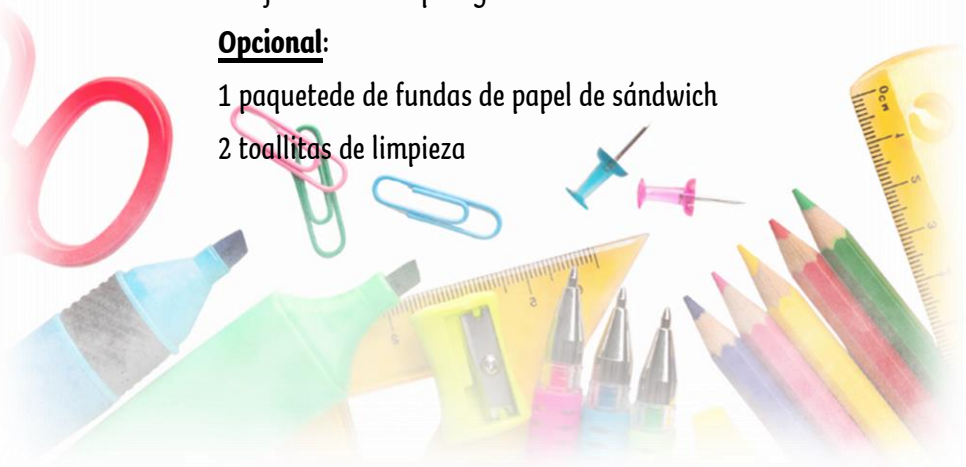 Opcional:
1 paquetede de fundas de papel de sándwich
2 toallitas de limpieza